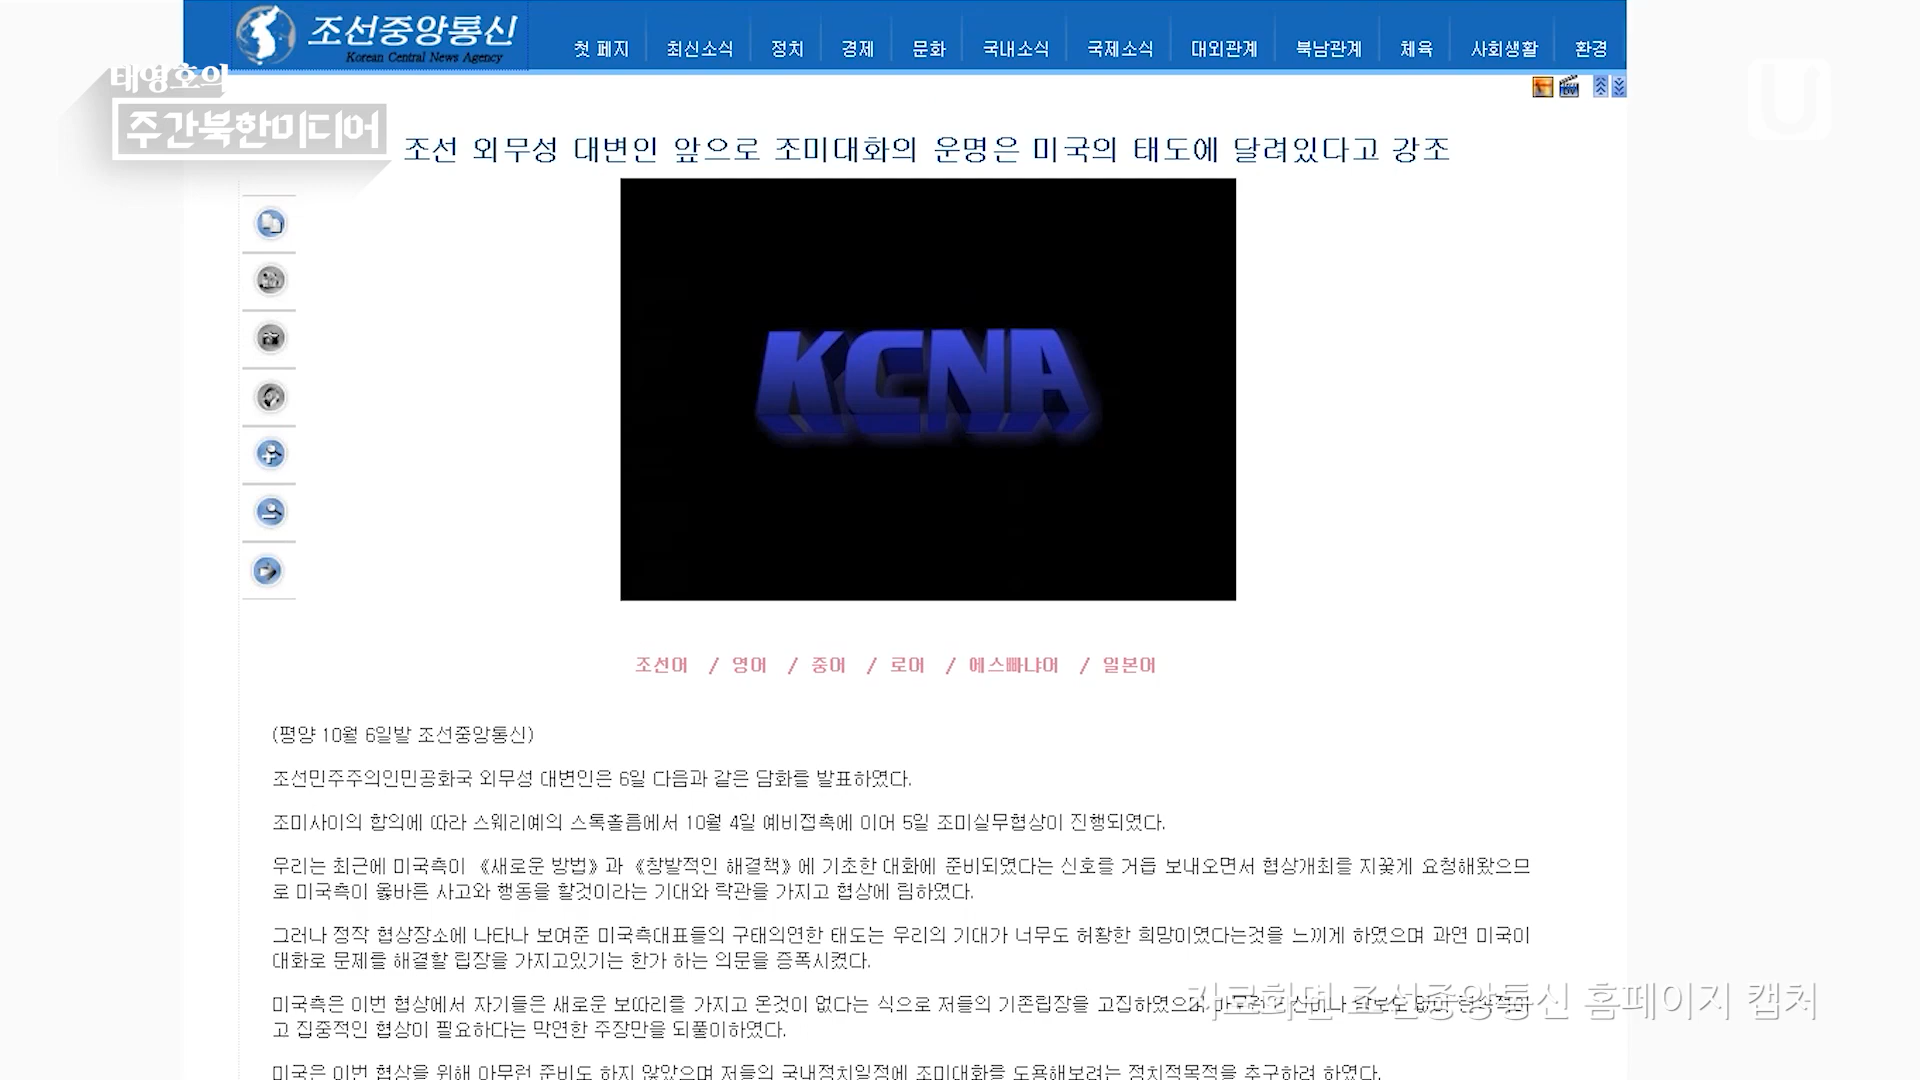 조선중앙통신
Korean Central News Agency
첫 페지 최신소식 정치 경제 문화 국내소식 국제소식 대외관계 북남관계 체육 사회생활 환경
태영호의
주간북한미디어
U
조선 외무성 대변인 앞으로 조미대화의 운명은 미국의 태도에 달려있다고 강조
KCNA
조선어 / 영어 / 중어 / 로어 / 에스빠냐어 / 일본어
(평양 10월 6일발 조선중앙통신)
조선민주주의인민공화국 외무성 대변인은 6일 다음과 같은 담화를 발표하였다.
조미사이의 합의에 따라 스웨리예의 스톡홀름에서 10월 4일 예비접촉에 이어 5일 조미실무협상이 진행되였다.
우리는 최근에 미국측이 《새로운 방법》과 《창발적인 해결책》에 기초한 대화에 준비되였다는 신호를 거듭 보내오면서 협상개최를 지꿎게 요청해왔으므
로 미국측이 옳바른 사고와 행동을 할것이라는 기대와 락관을 가지고 협상에 림하였다.
그러나 정작 협상장소에 나타나 보여준 미국측대표들의 구태의연한 태도는 우리의 기대가 너무도 허황한 희망이였다는것을 느끼게 하였으며 과연 미국이
대화로 문제를 해결할 립장을 가지고있기는 한가 하는 의문을 증폭시켰다.
미국측은 이번 협상에서 자기들은 새로운 보따리를 가지고 온것이 없다는 식으로 저들의 기존립장을 고집하였으
고 집중적인 협상이 필요하다는 막연한 주장만을 되풀이하였다.
자료화면 조선중앙통신 홈페이지 캡처
미국은 이번 협상을 위해 아무런 준비도 하지 않았으며 저들의 국내정치일정에 조미대화를 도용해보려는 정치적목적을 추구하려 하였다.